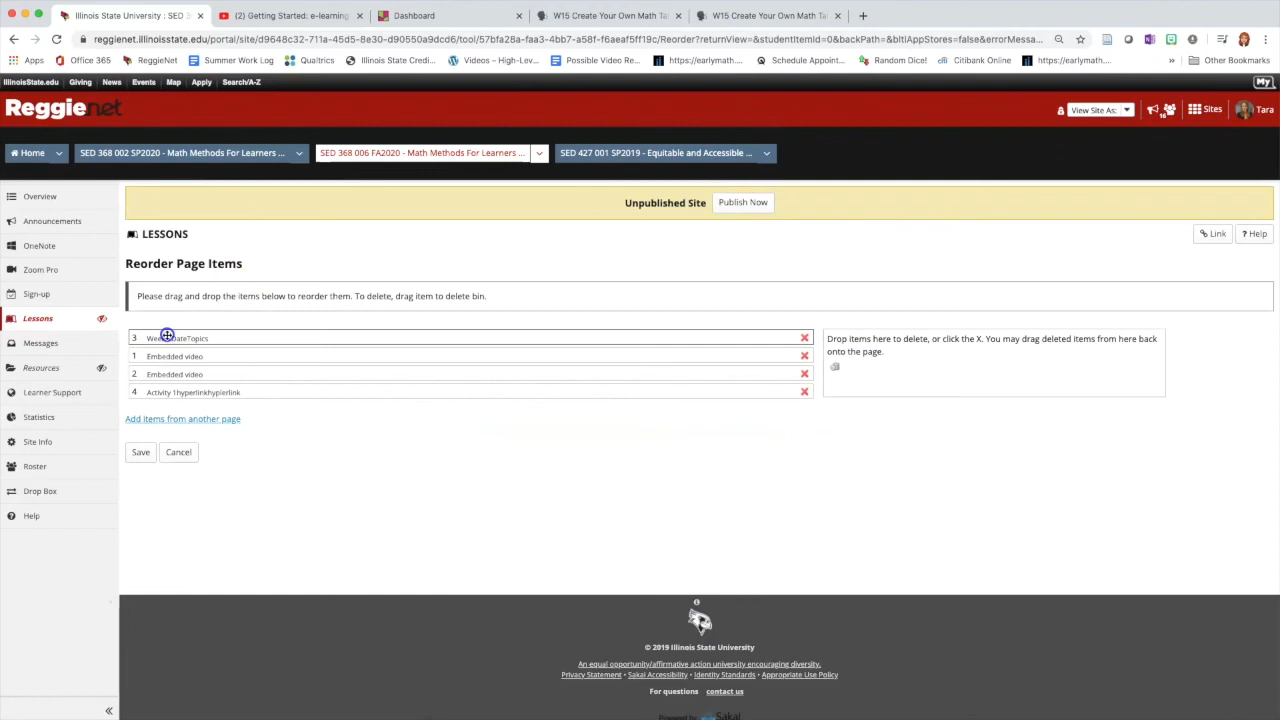 Illinois State University : SED 3
(2) Getting Started: e-learning
Dashboard
W15 Create Your Own Math Ta
W15 Create Your Own Math Ta
reggienet.illinoisstate.edu/portal/site/d9648c32-711a-45d5-8e30-d90550a9dcd6/tool/57bfa28a-faa3-4bb7-a58f-f6aeaf5ff19c/Reorder?returnView=&studentItemId=0&backPath=&bltiAppStores=false&errorMessa...
Apps
Office 365
ReggieNet
Summer Work Log
Qualtrics
Illinois State Credi...
Videos – High-Lev...
Possible Video Re...
https://earlymath....
Schedule Appoint...
Random Dice!
Citibank Online
https://earlymath....
»
Other Bookmarks
IllinoisState.edu
Giving
News
Events
Map
Apply
Search/A-Z
My
Reggienet
View Site As:
16
Sites
Tara
Home
SED 368 002 SP2020 - Math Methods For Learners ...
SED 368 006 FA2020 - Math Methods For Learners ...
SED 427 001 SP2019 - Equitable and Accessible ...
Overview
Announcements
OneNote
Zoom Pro
Sign-up
Lessons
Messages
Resources
Learner Support
Statistics
Site Info
Roster
Drop Box
Help
Unpublished Site
Publish Now
LESSONS
Link
? Help
Reorder Page Items
Please drag and drop the items below to reorder them. To delete, drag item to delete bin.
3
1 Embedded video
2 Embedded video
4 Activity 1hyperlinkhypierlink
Drop items here to delete, or click the X. You may drag deleted items from here back
onto the page.
Add items from another page
Save
Cancel
© 2019 Illinois State University
An equal opportunity/affirmative action university encouraging diversity.
Privacy Statement • Sakai Accessibility • Identity Standards • Appropriate Use Policy
For questions contact us
Powered by Sakai